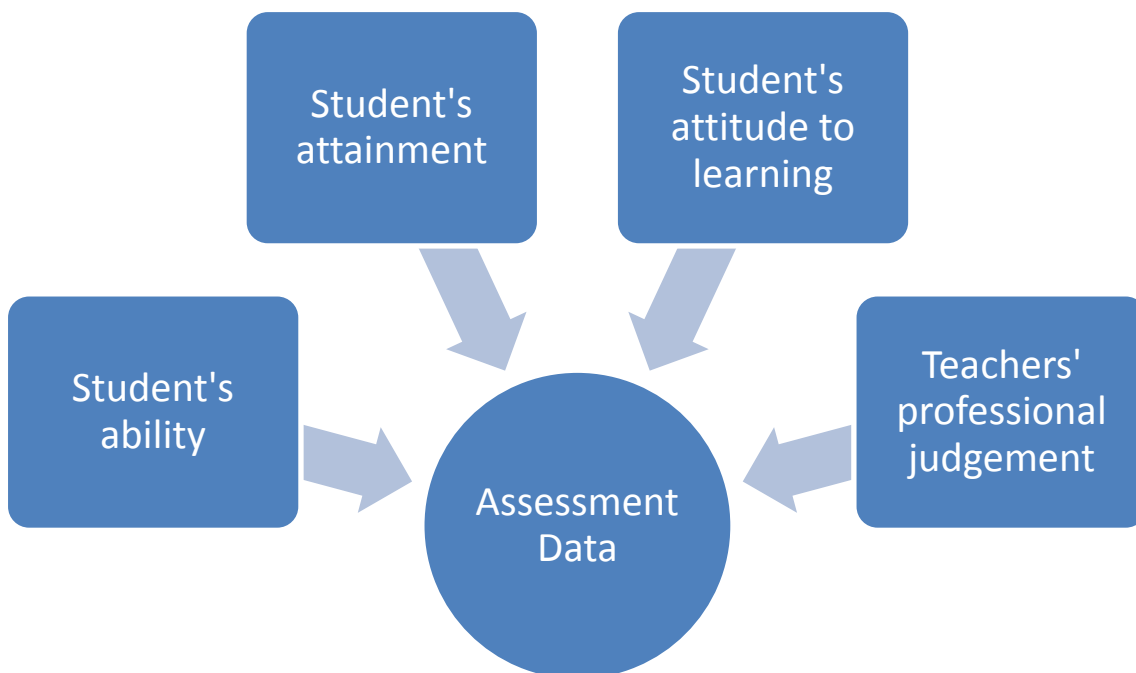 Student's
attainment
Student's
attitude to
learning
Student's
ability
Teachers'
professional
judgement
Assessment
Data